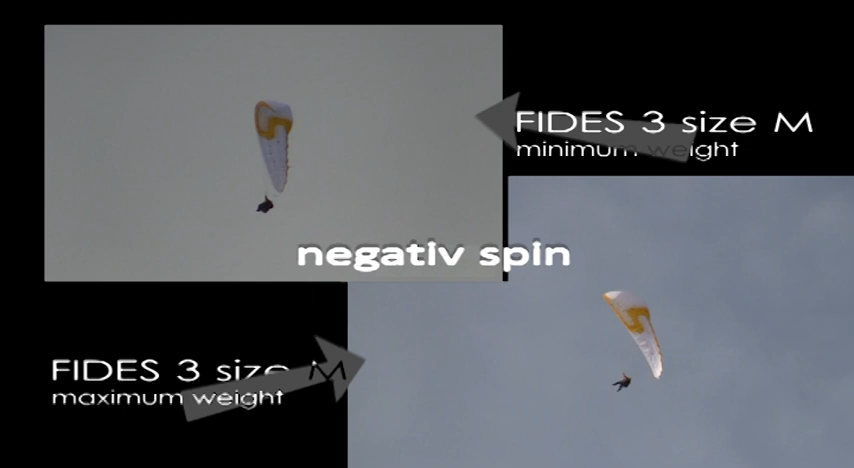 FIDES 3 size M
minimum weight
negativ spin
FIDES 3 size M
maximum weight